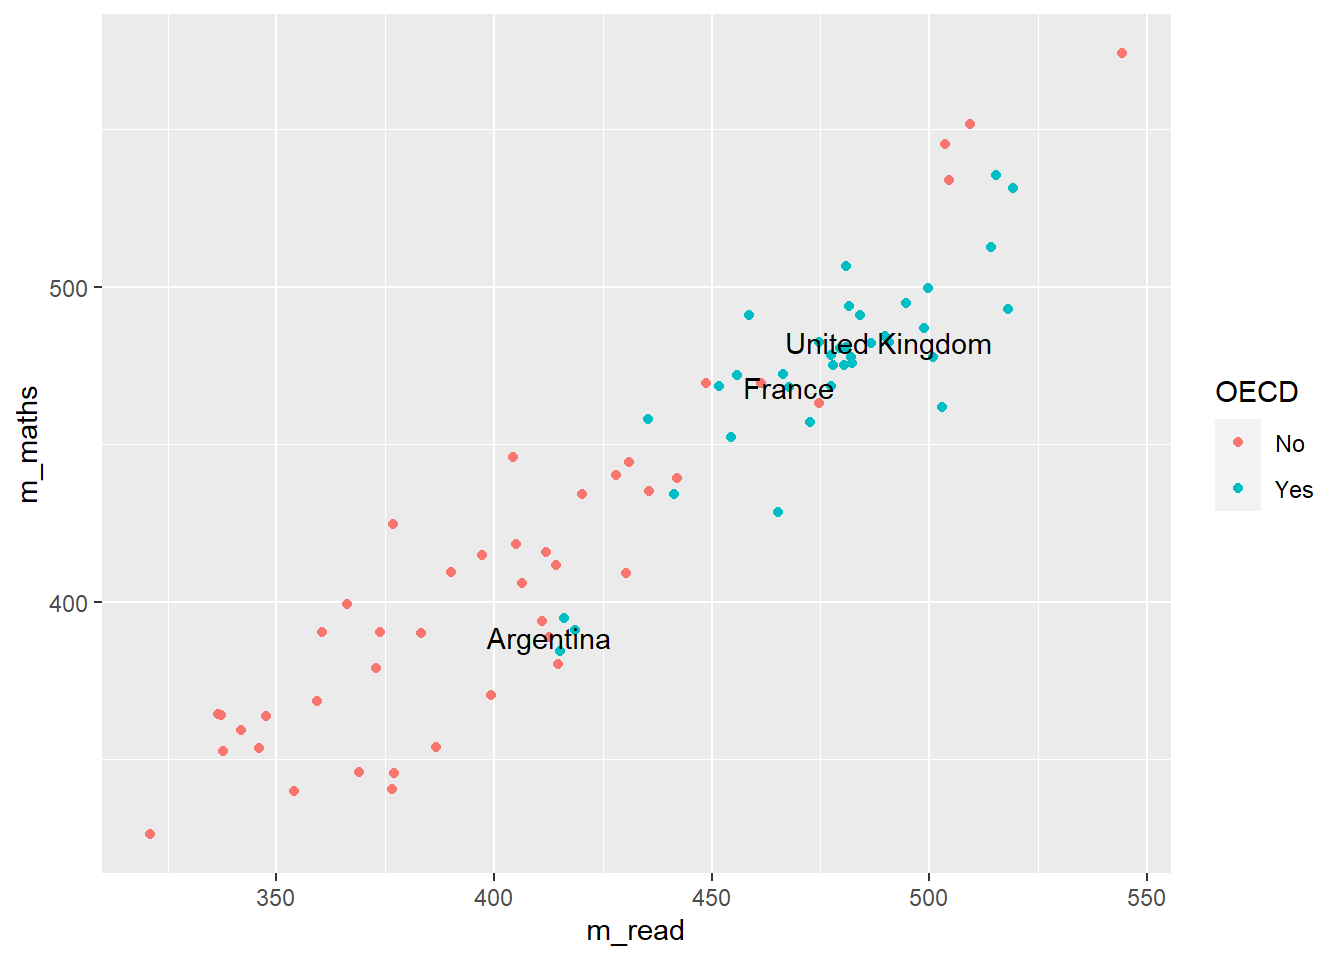 m_maths
500
400
United Kingdom
France
Argentina
350
400
450
500
550
m_read
OECD
No
Yes